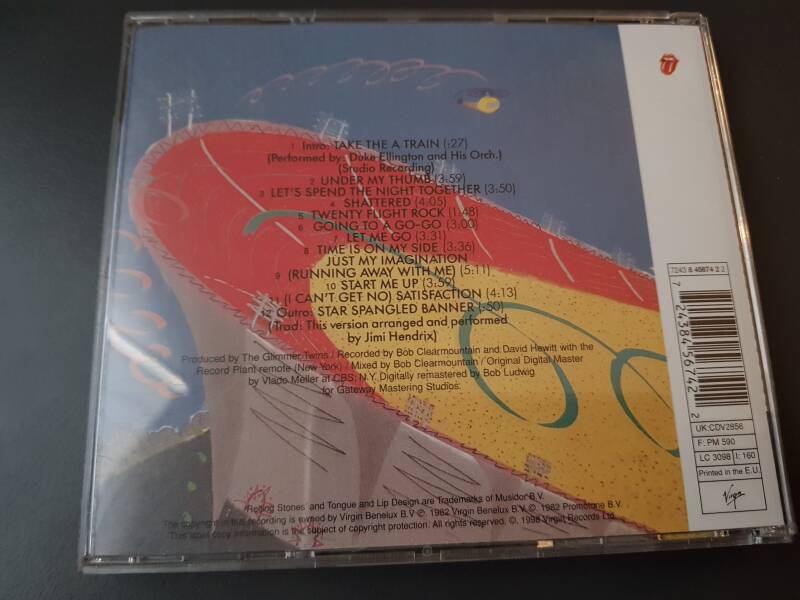 1 Intro: TAKE THE A TRAIN (:27)
(Performed by: Duke Ellington and His Orch.)
(Studio Recording)
2 UNDER MY THUMB (3:59)
3 LET'S SPEND THE NIGHT TOGETHER (3:50)
4 SHATTERED (4:05)
5 TWENTY FLIGHT ROCK (1:48)
6 GOING TO A GO-GO (3:00)
7 LET ME GO (3:31)
8 TIME IS ON MY SIDE (3:36)
JUST MY IMAGINATION
9 (RUNNING AWAY WITH ME) (5:11)
10 START ME UP (3:59)
11 (I CAN'T GET NO) SATISFACTION (4:13)
12 Outro: STAR SPANGLED BANNER (:50)
(Trad: This version arranged and performed
by Jimi Hendrix)
Produced by The Glimmer Twins / Recorded by Bob Clearmountain and David Hewitt with the
Record Plant remote (New York) / Mixed by Bob Clearmountain / Original Digital Master
by Vlado Meller at CBS, N.Y. Digitally remastered by Bob Ludwig
for Gateway Mastering Studios.
'Rolling Stones' and Tongue and Lip Design are Trademarks of Musidor B.V.
The copyright in this recording is owned by Virgin Benelux B.V. ℗ 1982 Virgin Benelux B.V. © 1982 Promotone B.V.
This label copy information is the subject of copyright protection. All rights reserved. © 1998 Virgin Records Ltd.
7243 8 45674 2 2
7 24384 56742 2
UK:CDV2856
F: PM 590
LC 3098 I: 160
Printed in the E.U.
Virgin